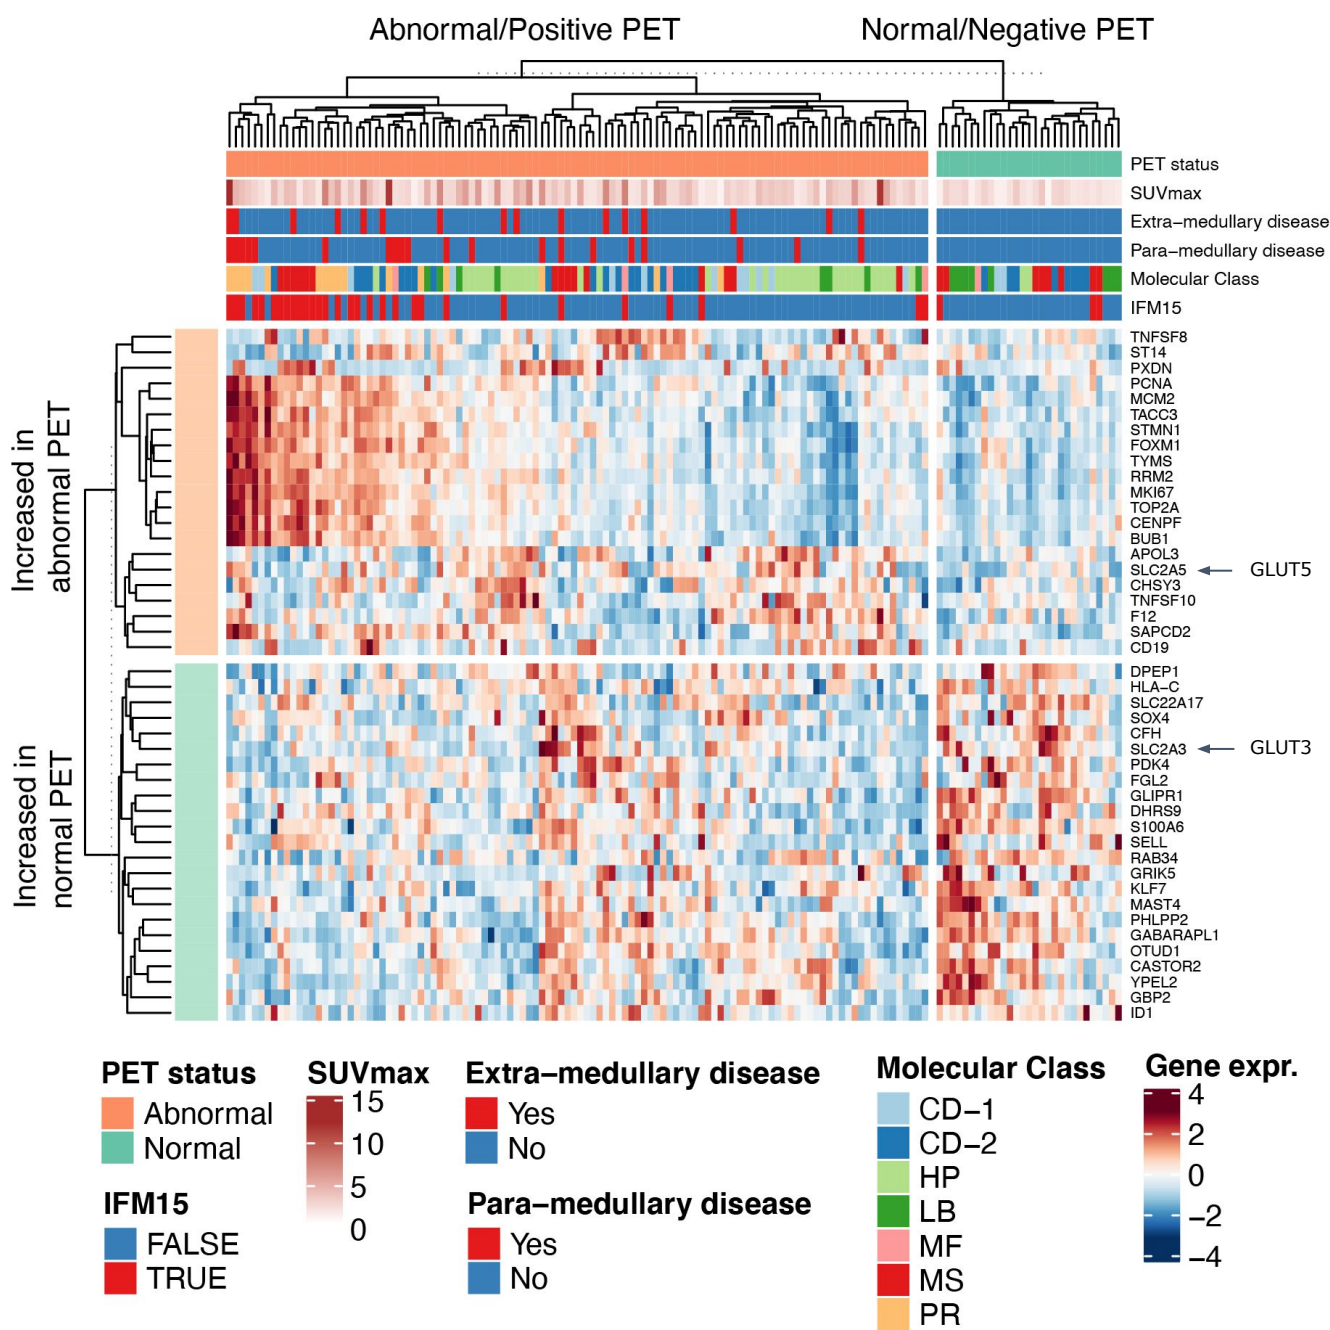 Abnormal/Positive PET
Normal/Negative PET
PET status
SUVmax
Extra-medullary disease
Para-medullary disease
Molecular Class
IFM15
Increased in
abnormal PET
TNFSF8
ST14
PXDN
PCNA
MCM2
TACC3
STMN1
FOXM1
TYMS
RRM2
MKI67
TOP2A
CENPF
BUB1
APOL3
SLC2A5
GLUT5
CHSY3
TNFSF10
F12
SAPCD2
CD19
Increased in
normal PET
DPEP1
HLA-C
SLC22A17
SOX4
CFH
SLC2A3
GLUT3
PDK4
FGL2
GLIPR1
DHRS9
S100A6
SELL
RAB34
GRIK5
KLF7
MAST4
PHLPP2
GABARAPL1
OTUD1
CASTOR2
YPEL2
GBP2
ID1
PET status
Abnormal
Normal
IFM15
FALSE
TRUE
SUVmax
15
10
5
0
Extra-medullary disease
Yes
No
Para-medullary disease
Yes
No
Molecular Class
CD-1
CD-2
HP
LB
MF
MS
PR
Gene expr.
4
2
0
-2
-4